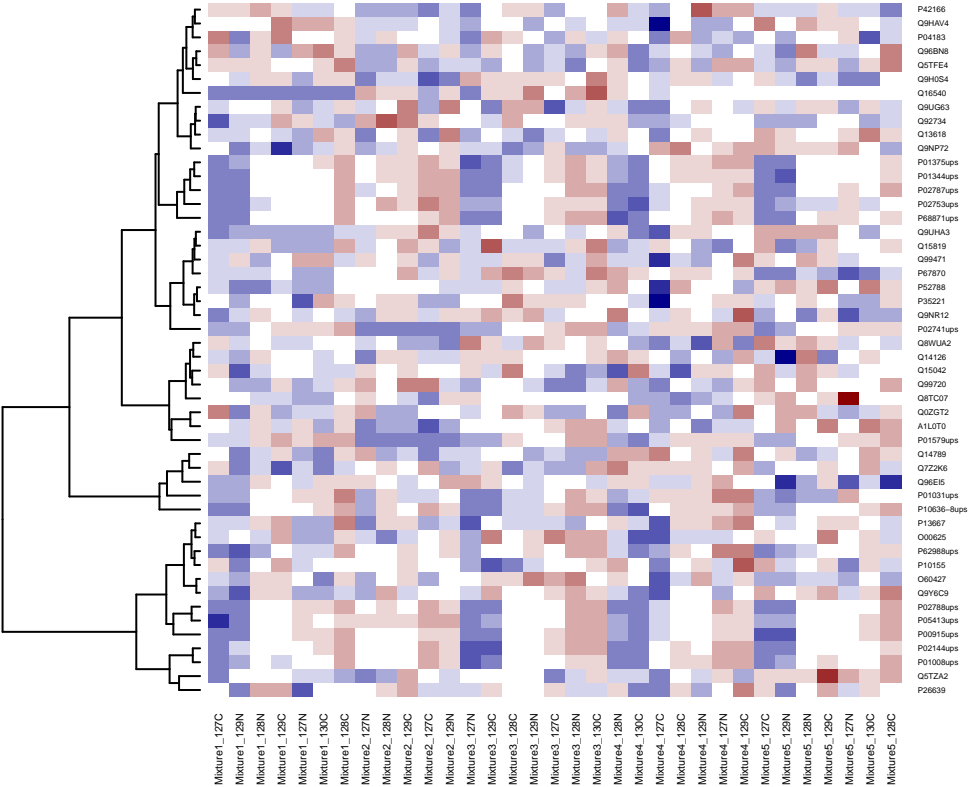 P42166
Q9HAV4
P04183
Q96BN8
Q5TFE4
Q9H0S4
Q16540
Q9UG63
Q92734
Q13618
Q9NP72
P01375ups
P01344ups
P02787ups
P02753ups
P68871ups
Q9UHA3
Q15819
Q99471
P67870
P52788
P35221
Q9NR12
P02741ups
Q8WUA2
Q14126
Q15042
Q99720
Q8TC07
Q0ZGT2
A1L0T0
P01579ups
Q14789
Q7Z2K6
Q96EI5
P01031ups
P10636-8ups
P13667
O00625
P62988ups
P10155
O60427
Q9Y6C9
P02788ups
P05413ups
P00915ups
P02144ups
P01008ups
Q5TZA2
P26639
Mixture1_127C
Mixture1_129N
Mixture1_128N
Mixture1_129C
Mixture1_127N
Mixture1_130C
Mixture1_128C
Mixture2_127N
Mixture2_128N
Mixture2_129C
Mixture2_127C
Mixture2_129N
Mixture3_127N
Mixture3_129C
Mixture3_128C
Mixture3_129N
Mixture3_127C
Mixture3_128N
Mixture3_130C
Mixture4_128N
Mixture4_130C
Mixture4_127C
Mixture4_128C
Mixture4_129N
Mixture4_127N
Mixture4_129C
Mixture5_127C
Mixture5_129N
Mixture5_128N
Mixture5_129C
Mixture5_127N
Mixture5_130C
Mixture5_128C